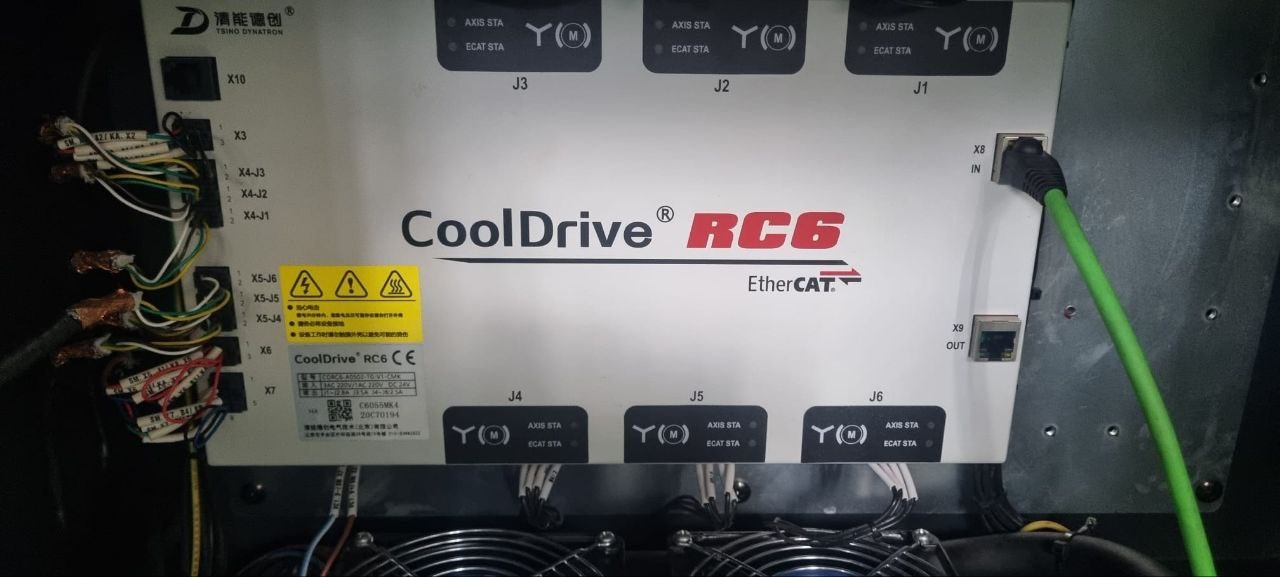 清能德创®
TSINO DYNATRON
AXIS STA
ECAT STA
M
J3
AXIS STA
ECAT STA
M
J2
AXIS STA
ECAT STA
M
J1
X10
X3
X4-J3
X4-J2
X4-J1
X8
IN
CoolDrive® RC6
EtherCAT®
X5-J6
X5-J5
X5-J4
X6
X7
X9
OUT
CoolDrive® RC6 CE
C6055MK4
20C70194
J4
M
AXIS STA
ECAT STA
J5
M
AXIS STA
ECAT STA
J6
M
AXIS STA
ECAT STA